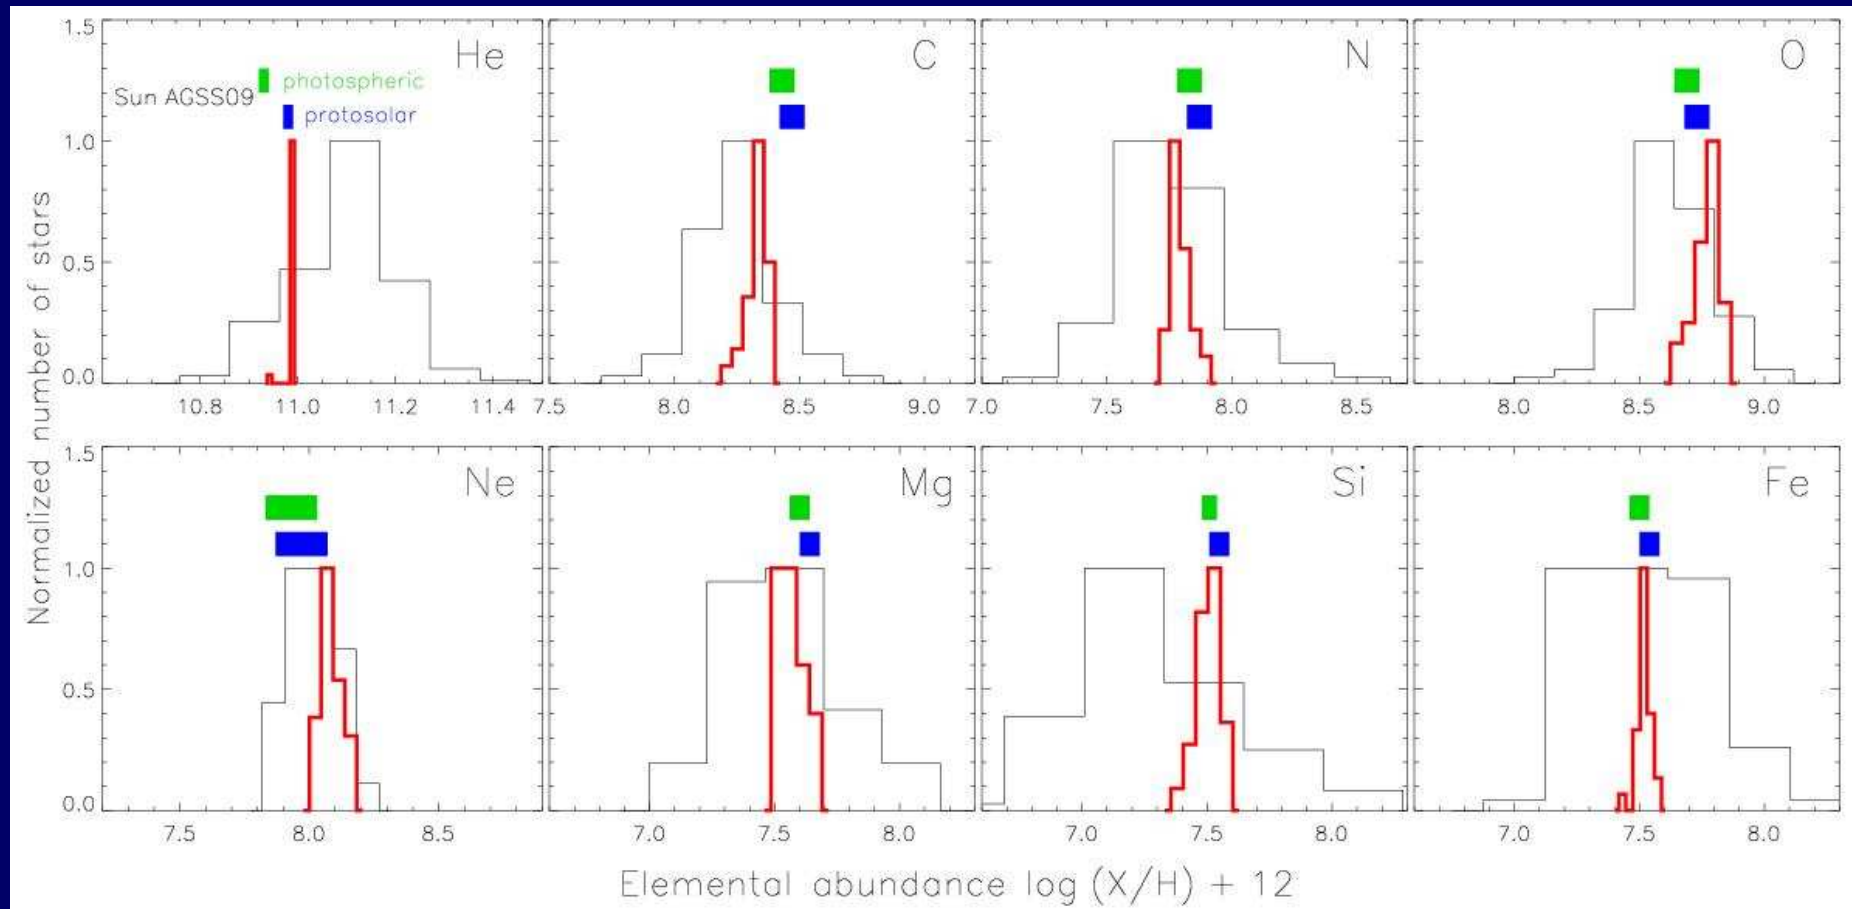 Normalized number of stars
1.5
1.0
0.5
0.0
He
photospheric
Sun AGSS09
protosolar
10.8 11.0 11.2 11.4
C
7.5 8.0 8.5 9.0
N
7.0 7.5 8.0 8.5
O
8.0 8.5 9.0
1.5
1.0
0.5
0.0
Ne
7.5 8.0 8.5
Mg
7.0 7.5 8.0
Si
7.0 7.5 8.0
Fe
7.0 7.5 8.0
Elemental abundance log (X/H) + 12